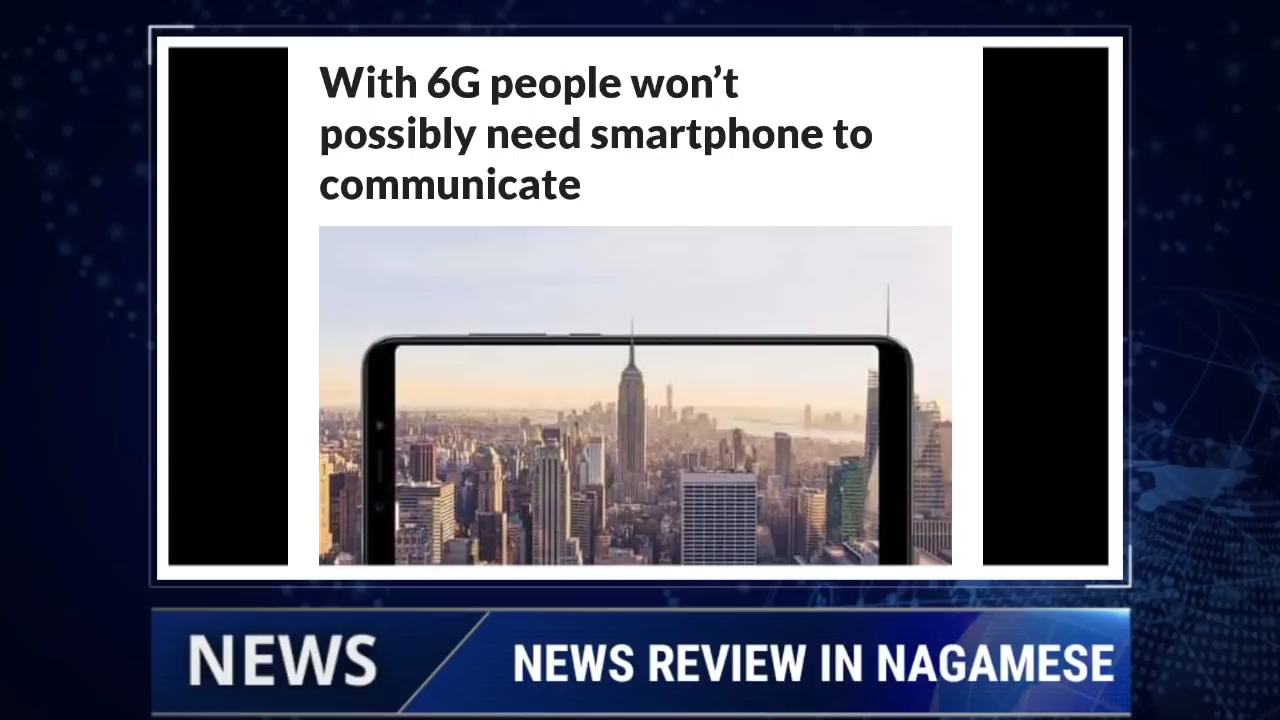 With 6G people won’t
possibly need smartphone to
communicate
NEWS
NEWS REVIEW IN NAGAMESE